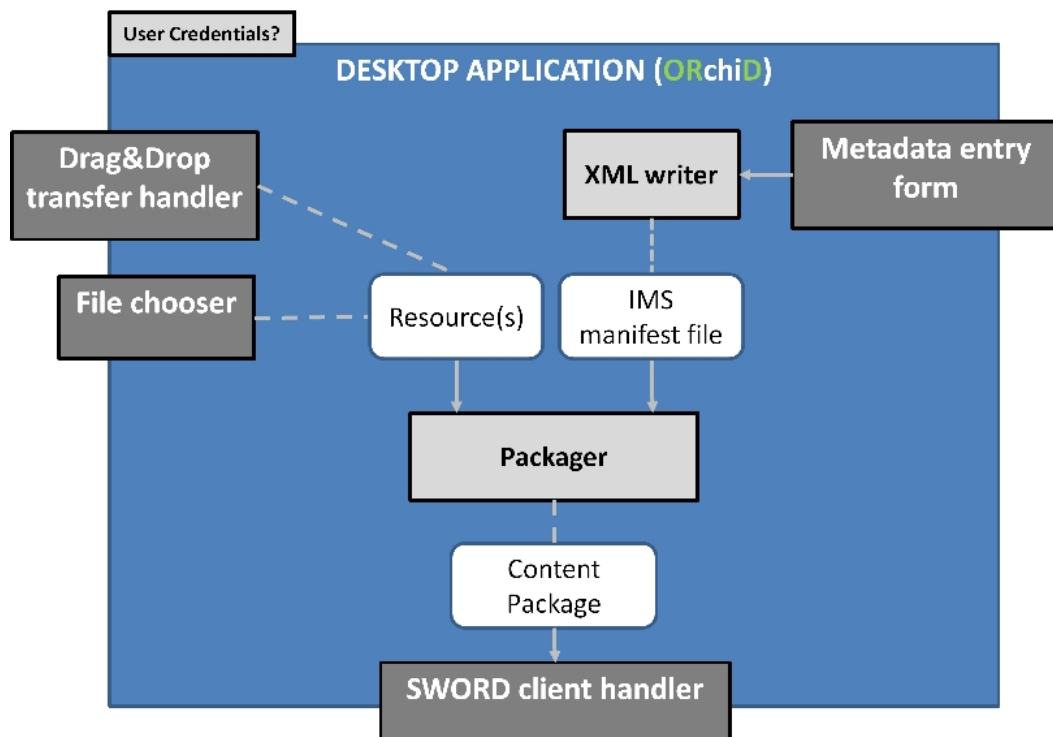 User Credentials?
DESKTOP APPLICATION (ORchiD)
Drag&Drop
transfer handler
XML writer
Metadata entry
form
File chooser
Resource(s)
IMS
manifest file
Packager
Content
Package
SWORD client handler